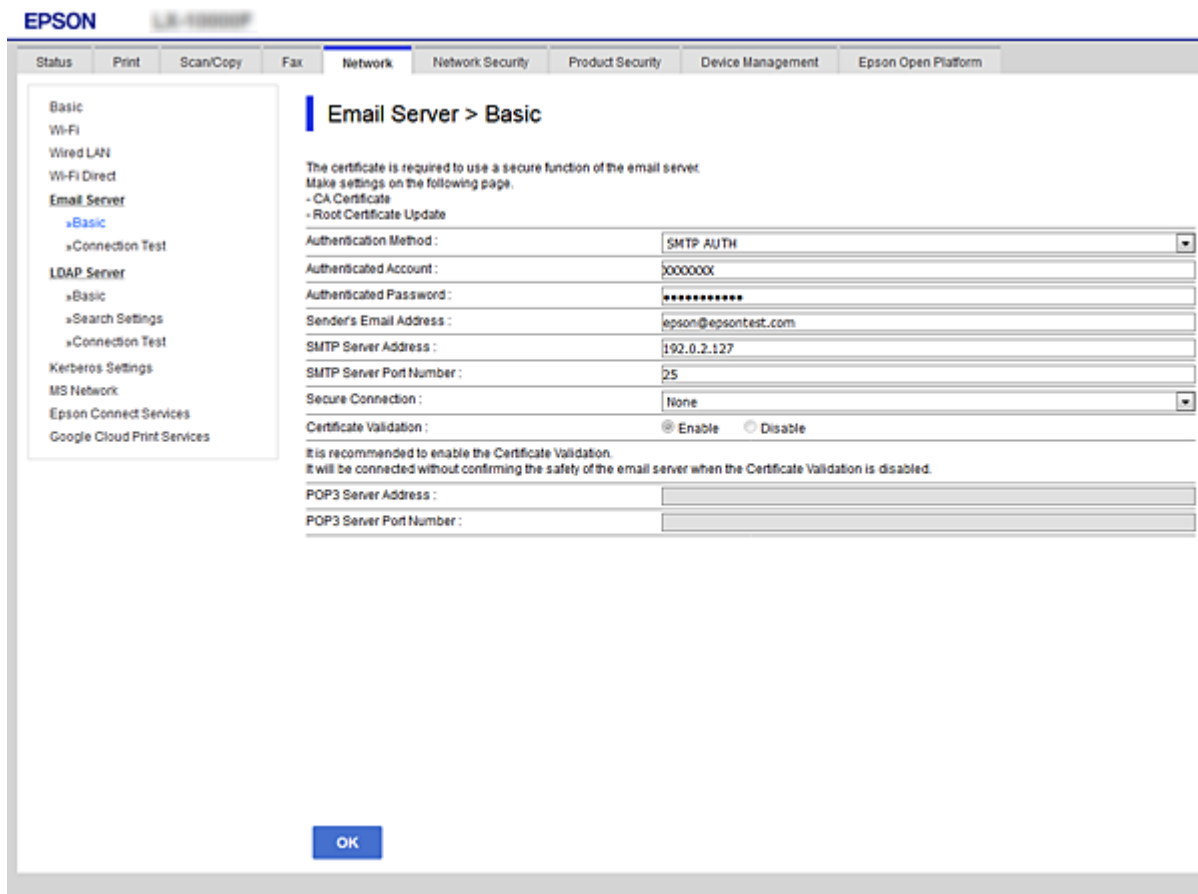 EPSON
Status Print Scan/Copy Fax Network Network Security Product Security Device Management Epson Open Platform
Basic
Wi-Fi
Wired LAN
Wi-Fi Direct
Email Server
»Basic
»Connection Test
LDAP Server
»Basic
»Search Settings
»Connection Test
Kerberos Settings
MS Network
Epson Connect Services
Google Cloud Print Services
Email Server > Basic
The certificate is required to use a secure function of the email server.
Make settings on the following page.
- CA Certificate
- Root Certificate Update
Authentication Method : SMTP AUTH
Authenticated Account : XXXXXXX
Authenticated Password : •••••••••••
Sender's Email Address : epson@epsontest.com
SMTP Server Address : 192.0.2.127
SMTP Server Port Number : 25
Secure Connection : None
Certificate Validation : Enable Disable
It is recommended to enable the Certificate Validation.
It will be connected without confirming the safety of the email server when the Certificate Validation is disabled.
POP3 Server Address :
POP3 Server Port Number :
OK